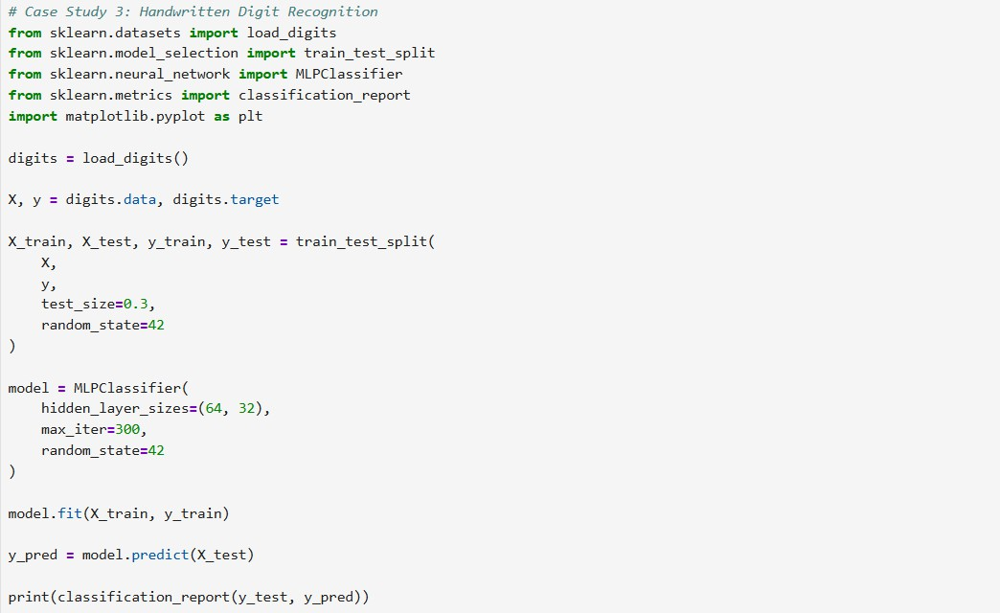 # Case Study 3: Handwritten Digit Recognition
from sklearn.datasets import load_digits
from sklearn.model_selection import train_test_split
from sklearn.neural_network import MLPClassifier
from sklearn.metrics import classification_report
import matplotlib.pyplot as plt

digits = load_digits()

X, y = digits.data, digits.target

X_train, X_test, y_train, y_test = train_test_split(
    X,
    y,
    test_size=0.3,
    random_state=42
)

model = MLPClassifier(
    hidden_layer_sizes=(64, 32),
    max_iter=300,
    random_state=42
)

model.fit(X_train, y_train)

y_pred = model.predict(X_test)

print(classification_report(y_test, y_pred))